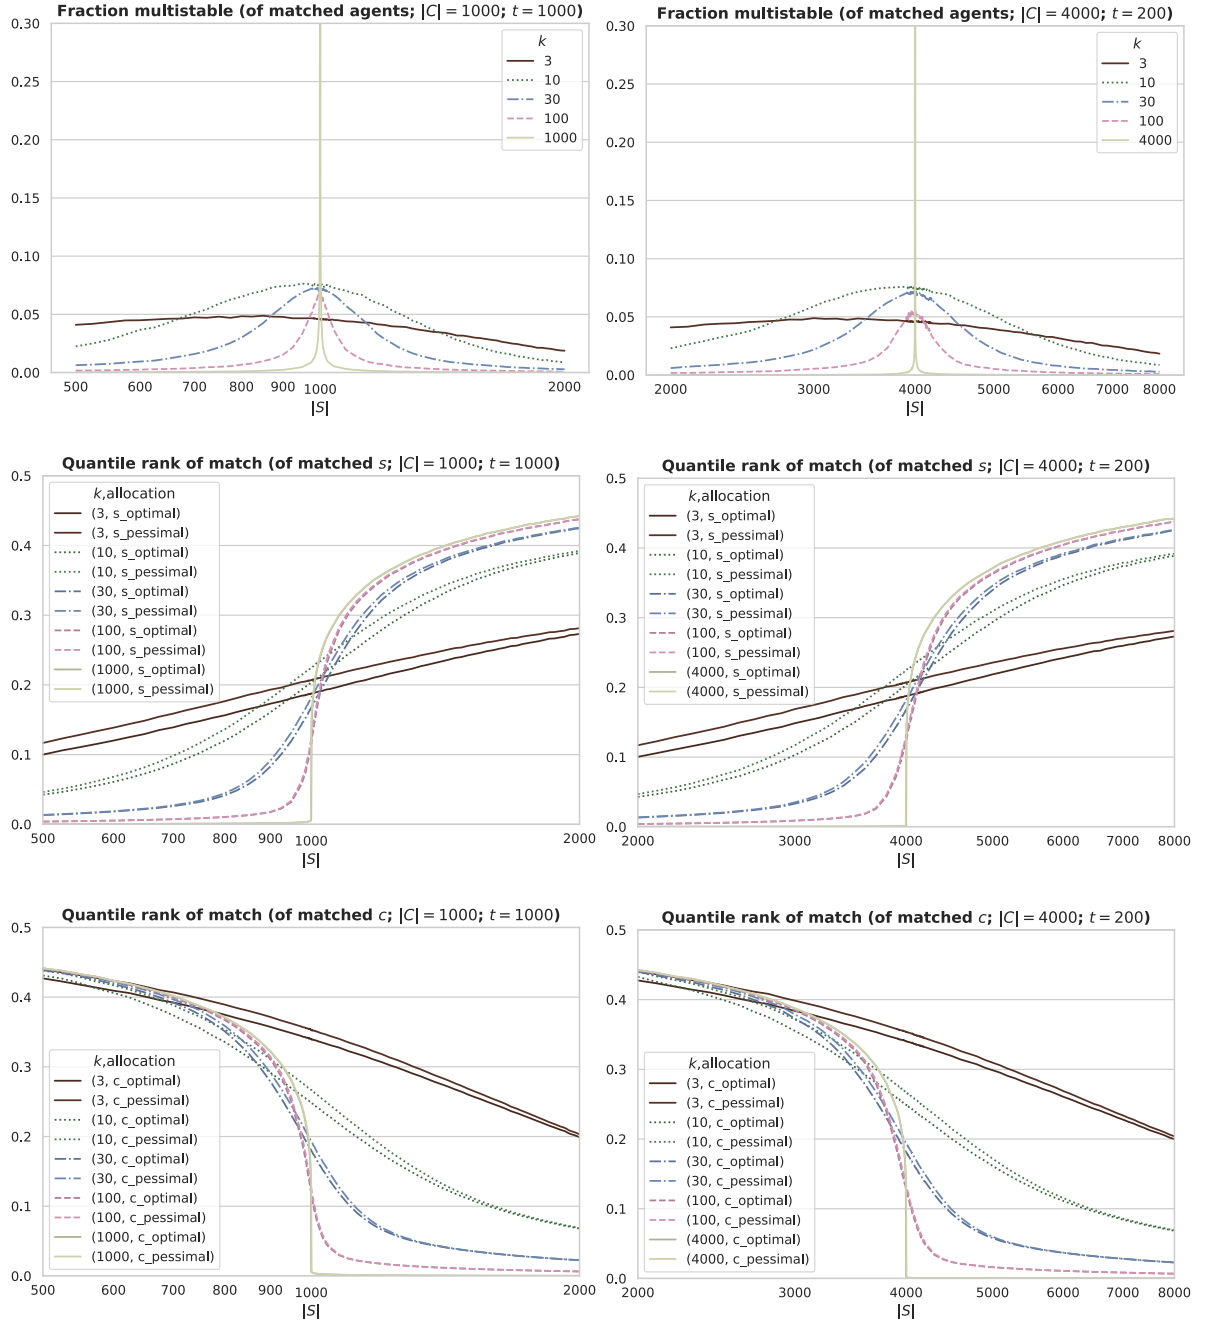 Fraction multistable (of matched agents; |C| = 1000; t = 1000)
0.30
0.25
0.20
0.15
0.10
0.05
0.00
k
3
10
30
100
1000
500 600 700 800 900 1000 2000
|S|
Fraction multistable (of matched agents; |C| = 4000; t = 200)
0.30
0.25
0.20
0.15
0.10
0.05
0.00
k
3
10
30
100
4000
2000 3000 4000 5000 6000 7000 8000
|S|
Quantile rank of match (of matched s; |C| = 1000; t = 1000)
0.5
0.4
0.3
0.2
0.1
0.0
k,allocation
(3, s_optimal)
(3, s_pessimal)
(10, s_optimal)
(10, s_pessimal)
(30, s_optimal)
(30, s_pessimal)
(100, s_optimal)
(100, s_pessimal)
(1000, s_optimal)
(1000, s_pessimal)
500 600 700 800 900 1000 2000
|S|
Quantile rank of match (of matched s; |C| = 4000; t = 200)
0.5
0.4
0.3
0.2
0.1
0.0
k,allocation
(3, s_optimal)
(3, s_pessimal)
(10, s_optimal)
(10, s_pessimal)
(30, s_optimal)
(30, s_pessimal)
(100, s_optimal)
(100, s_pessimal)
(4000, s_optimal)
(4000, s_pessimal)
2000 3000 4000 5000 6000 7000 8000
|S|
Quantile rank of match (of matched c; |C| = 1000; t = 1000)
0.5
0.4
0.3
0.2
0.1
0.0
k,allocation
(3, c_optimal)
(3, c_pessimal)
(10, c_optimal)
(10, c_pessimal)
(30, c_optimal)
(30, c_pessimal)
(100, c_optimal)
(100, c_pessimal)
(1000, c_optimal)
(1000, c_pessimal)
500 600 700 800 900 1000 2000
|S|
Quantile rank of match (of matched c; |C| = 4000; t = 200)
0.5
0.4
0.3
0.2
0.1
0.0
k,allocation
(3, c_optimal)
(3, c_pessimal)
(10, c_optimal)
(10, c_pessimal)
(30, c_optimal)
(30, c_pessimal)
(100, c_optimal)
(100, c_pessimal)
(4000, c_optimal)
(4000, c_pessimal)
2000 3000 4000 5000 6000 7000 8000
|S|